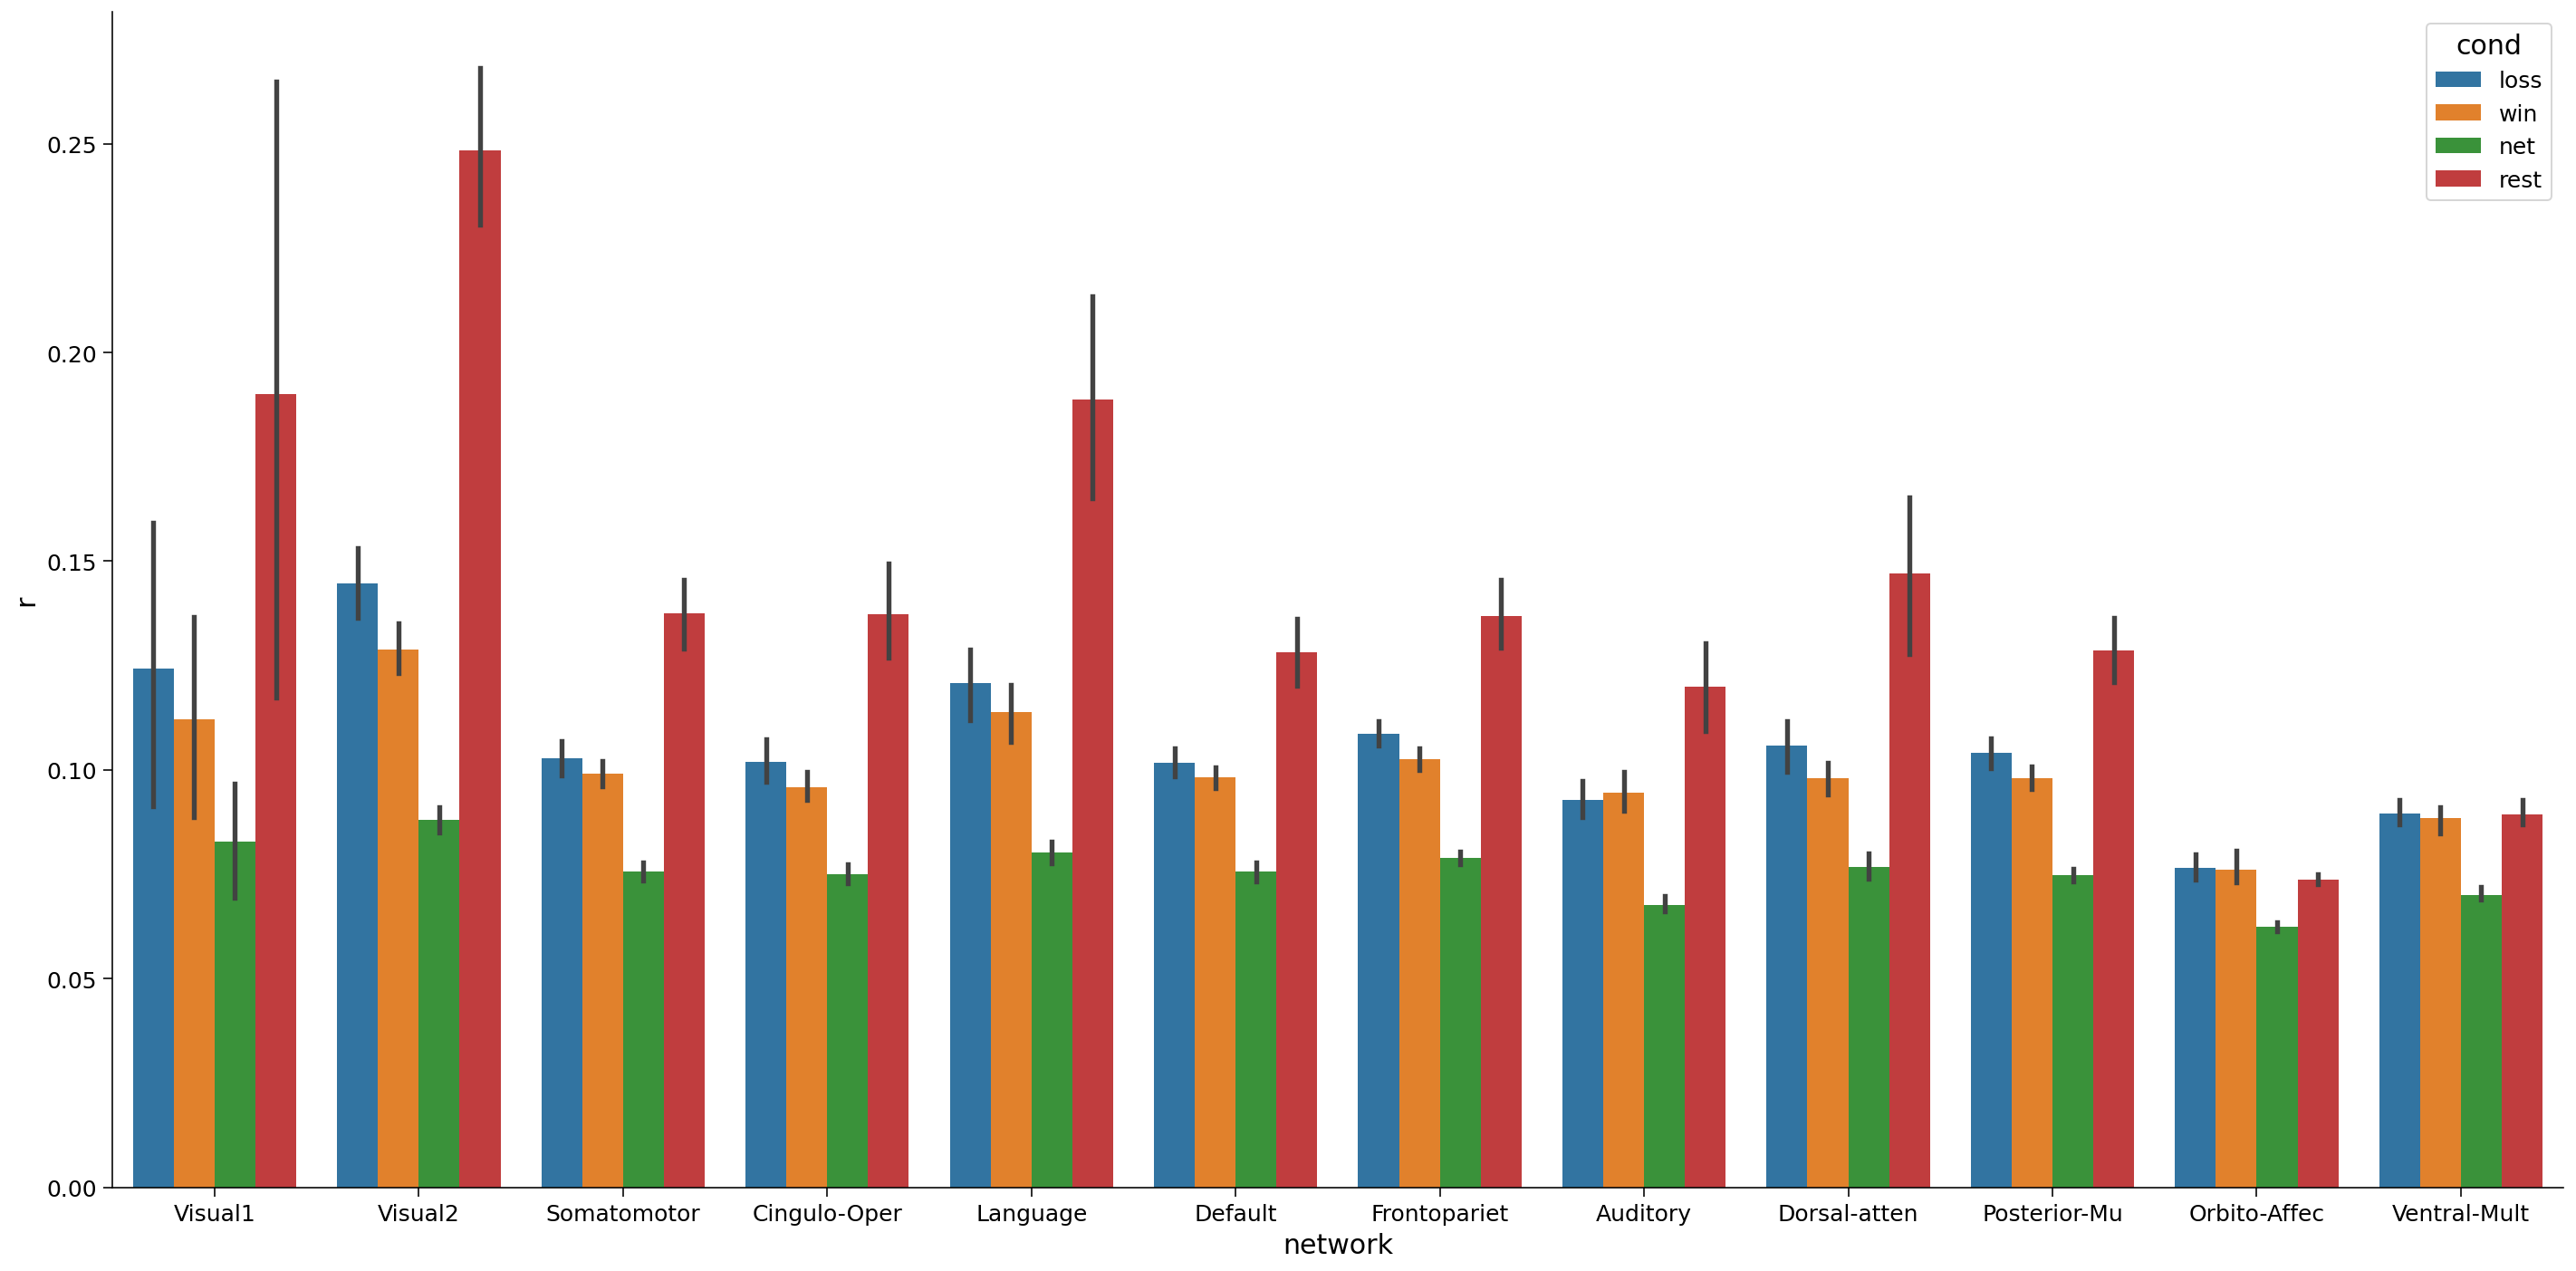 cond
loss
win
net
rest
0.25
0.20
0.15
0.10
0.05
0.00
r
Visual1 Visual2 Somatomotor Cingulo-Oper Language Default Frontopariet Auditory Dorsal-atten Posterior-Mu Orbito-Affec Ventral-Mult
network